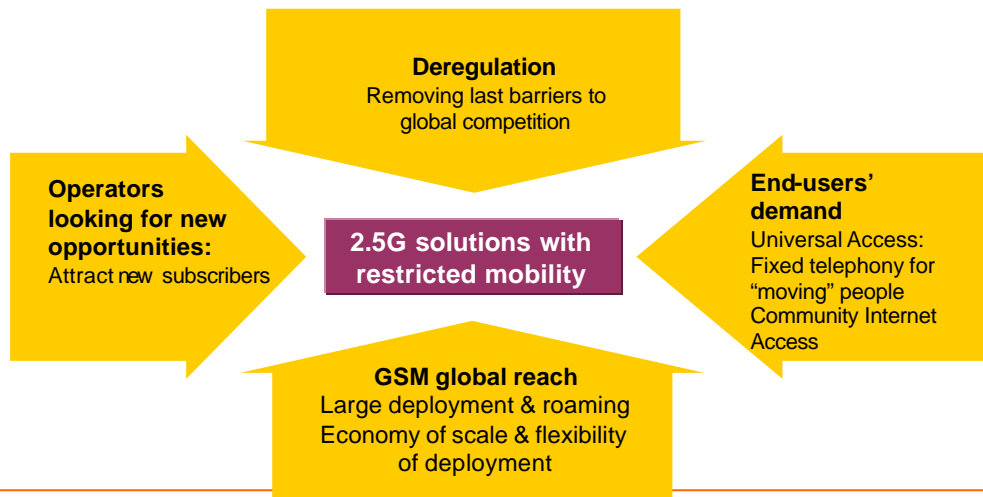 Deregulation
Removing last barriers to
global competition
Operators
looking for new
opportunities:
Attract new subscribers
2.5G solutions with
restricted mobility
End-users’
demand
Universal Access:
Fixed telephony for
“moving” people
Community Internet
Access
GSM global reach
Large deployment & roaming
Economy of scale & flexibility
of deployment